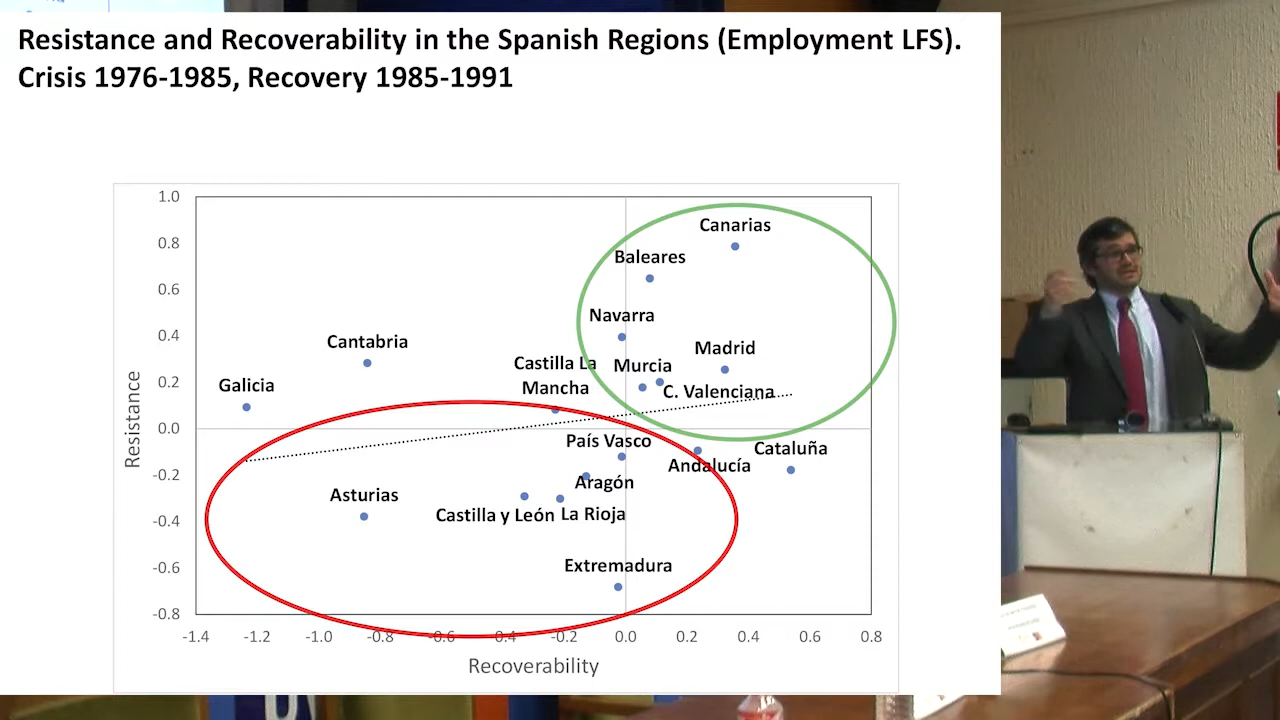 Resistance and Recoverability in the Spanish Regions (Employment LFS).
Crisis 1976-1985, Recovery 1985-1991
1.0
0.8
0.6
0.4
0.2
0.0
-0.2
-0.4
-0.6
-0.8
Resistance
Canarias
Baleares
Navarra
Cantabria
Madrid
Castilla La
Mancha
Murcia
Galicia
C. Valenciana
País Vasco
Cataluña
Andalucía
Aragón
Asturias
Castilla y León
La Rioja
Extremadura
-1.4 -1.2 -1.0 -0.8 -0.6 -0.4 -0.2 0.0 0.2 0.4 0.6 0.8
Recoverability